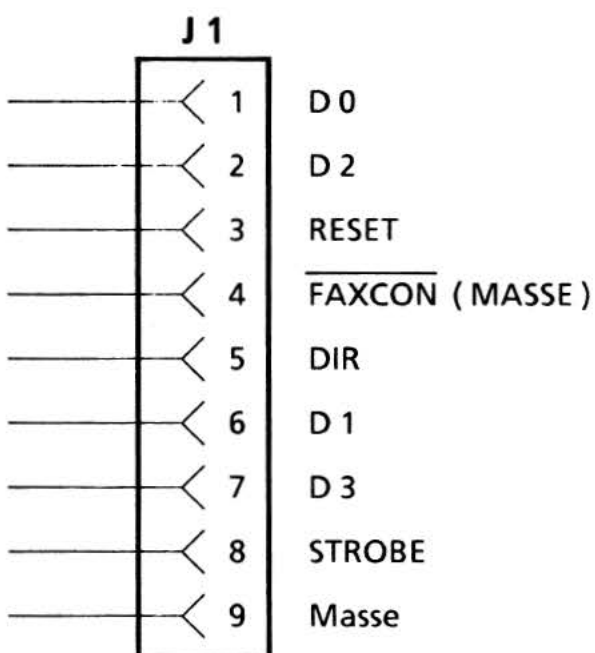 J 1
1 D 0
2 D 2
3 RESET
4 FAXCON ( MASSE )
5 DIR
6 D 1
7 D 3
8 STROBE
9 Masse